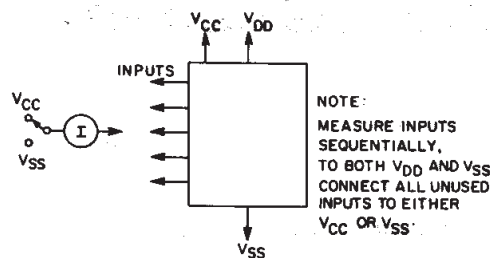 VCC VDD
INPUTS
VCC
I
VSS
NOTE:
MEASURE INPUTS
SEQUENTIALLY,
TO BOTH VDD AND VSS
CONNECT ALL UNUSED
INPUTS TO EITHER
VCC OR VSS.
VSS